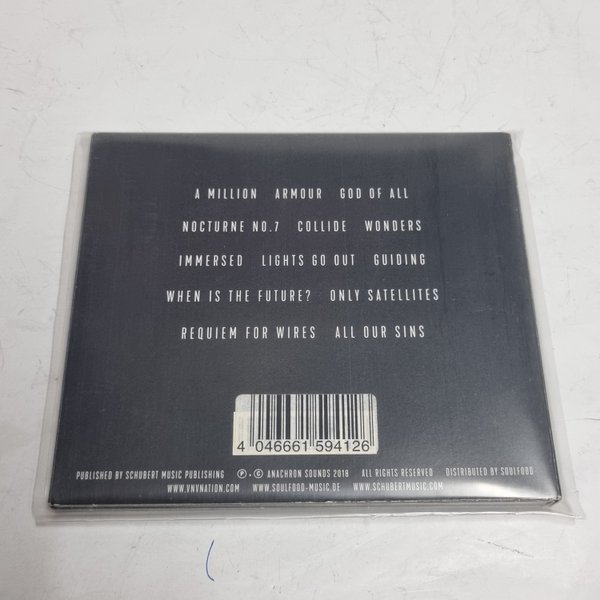 A MILLION ARMOUR GOD OF ALL
NOCTURNE NO.7 COLLIDE WONDERS
IMMERSED LIGHTS GO OUT GUIDING
WHEN IS THE FUTURE? ONLY SATELLITES
REQUIEM FOR WIRES ALL OUR SINS
4 046661 594126
PUBLISHED BY SCHUBERT MUSIC PUBLISHING ℗ + © ANACHRON SOUNDS 2018 ALL RIGHTS RESERVED DISTRIBUTED BY SOULFOOD
WWW.VNVNATION.COM WWW.SOULFOOD-MUSIC.DE WWW.SCHUBERTMUSIC.COM